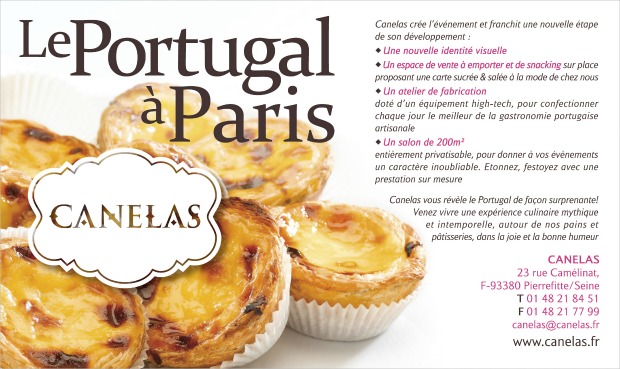 Le Portugal
à Paris
CANELAS
Canelas crée l'événement et franchit une nouvelle étape
de son développement :
◆ Une nouvelle identité visuelle
◆ Un espace de vente à emporter et de snacking sur place
proposant une carte sucrée & salée à la mode de chez nous
◆ Un atelier de fabrication
doté d'un équipement high-tech, pour confectionner
chaque jour le meilleur de la gastronomie portugaise
artisanale
◆ Un salon de 200m²
entièrement privatisable, pour donner à vos évènements
un caractère inoubliable. Etonnez, festoyez avec une
prestation sur mesure
Canelas vous révèle le Portugal de façon surprenante!
Venez vivre une expérience culinaire mythique
et intemporelle, autour de nos pains et
pâtisseries, dans la joie et la bonne humeur
CANELAS
23 rue Camélinat,
F-93380 Pierrefitte/Seine
T 01 48 21 84 51
F 01 48 21 77 99
canelas@canelas.fr
www.canelas.fr